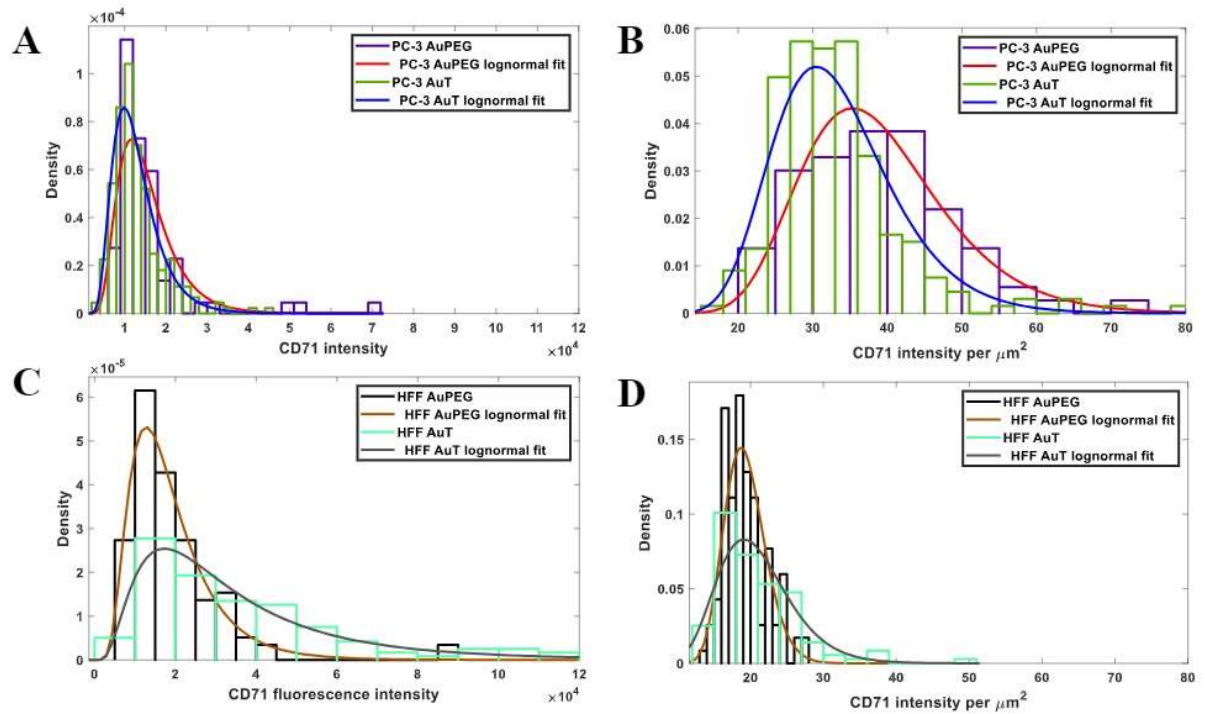 A
×10⁻⁴
PC-3 AuPEG
PC-3 AuPEG lognormal fit
PC-3 AuT
PC-3 AuT lognormal fit
1
0.8
0.6
0.4
0.2
0
Density
1 2 3 4 5 6 7 8 9 10 11 12
CD71 intensity
×10⁴
B
PC-3 AuPEG
PC-3 AuPEG lognormal fit
PC-3 AuT
PC-3 AuT lognormal fit
0.06
0.05
0.04
0.03
0.02
0.01
0
Density
20 30 40 50 60 70 80
CD71 intensity per μm²
C
×10⁻⁵
HFF AuPEG
HFF AuPEG lognormal fit
HFF AuT
HFF AuT lognormal fit
6
5
4
3
2
1
0
Density
0 2 4 6 8 10 12
CD71 fluorescence intensity
×10⁴
D
HFF AuPEG
HFF AuPEG lognormal fit
HFF AuT
HFF AuT lognormal fit
0.15
0.1
0.05
0
Density
20 30 40 50 60 70 80
CD71 intensity per μm²